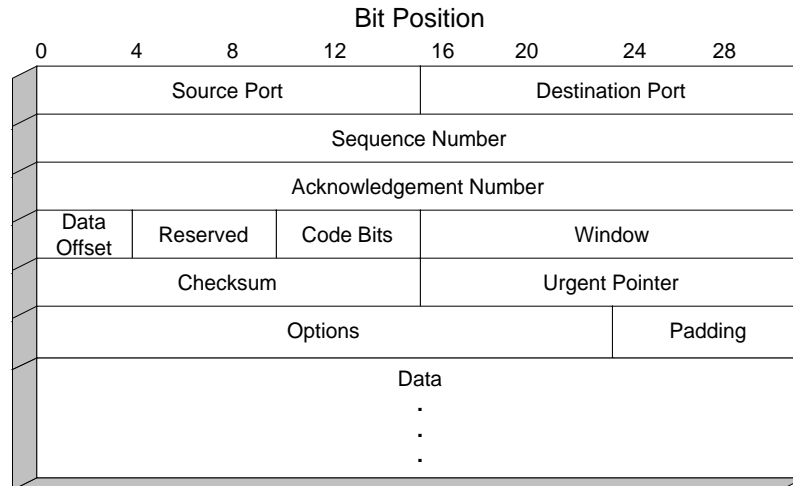 Bit Position
0 4 8 12 16 20 24 28
Source Port Destination Port
Sequence Number
Acknowledgement Number
Data Offset Reserved Code Bits Window
Checksum Urgent Pointer
Options Padding
Data
.
.
.